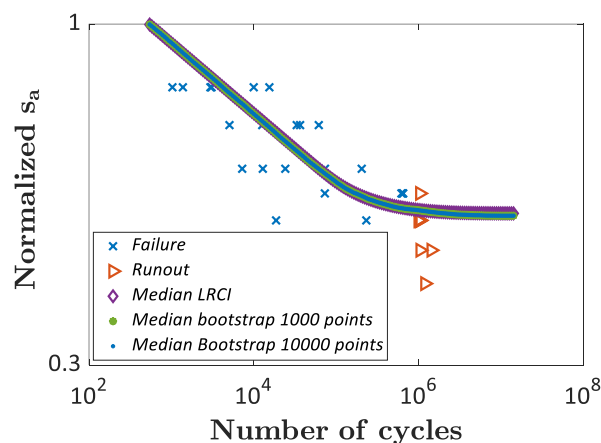 1
Normalized s_a
Failure
Runout
Median LRCI
Median bootstrap 1000 points
Median Bootstrap 10000 points
0.3
10^2
10^4
10^6
10^8
Number of cycles